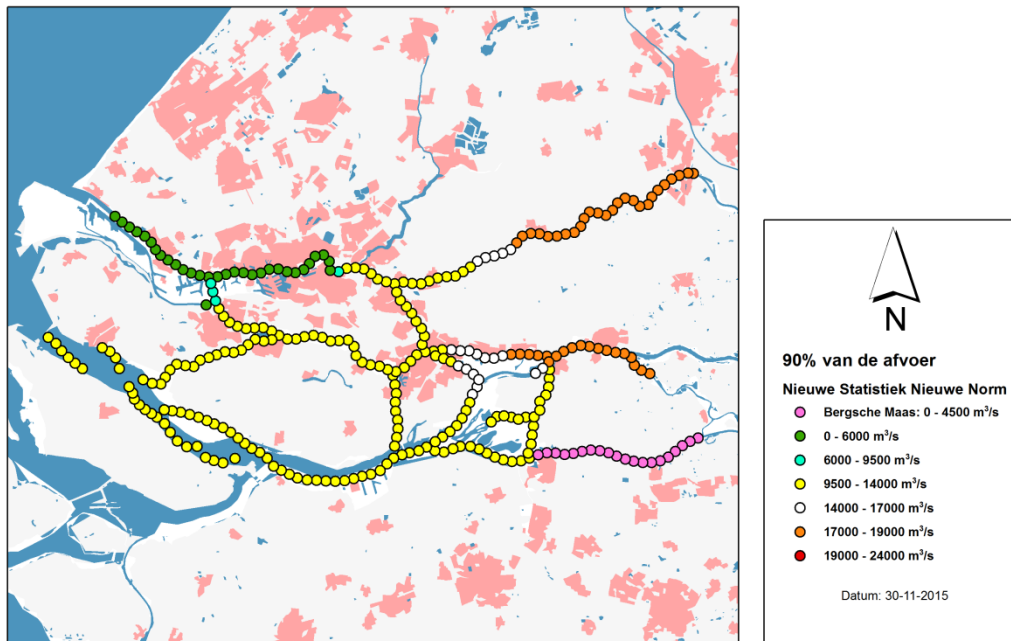 N
90% van de afvoer
Nieuwe Statistiek Nieuwe Norm
Bergsche Maas: 0 - 4500 m³/s
0 - 6000 m³/s
6000 - 9500 m³/s
9500 - 14000 m³/s
14000 - 17000 m³/s
17000 - 19000 m³/s
19000 - 24000 m³/s
Datum: 30-11-2015